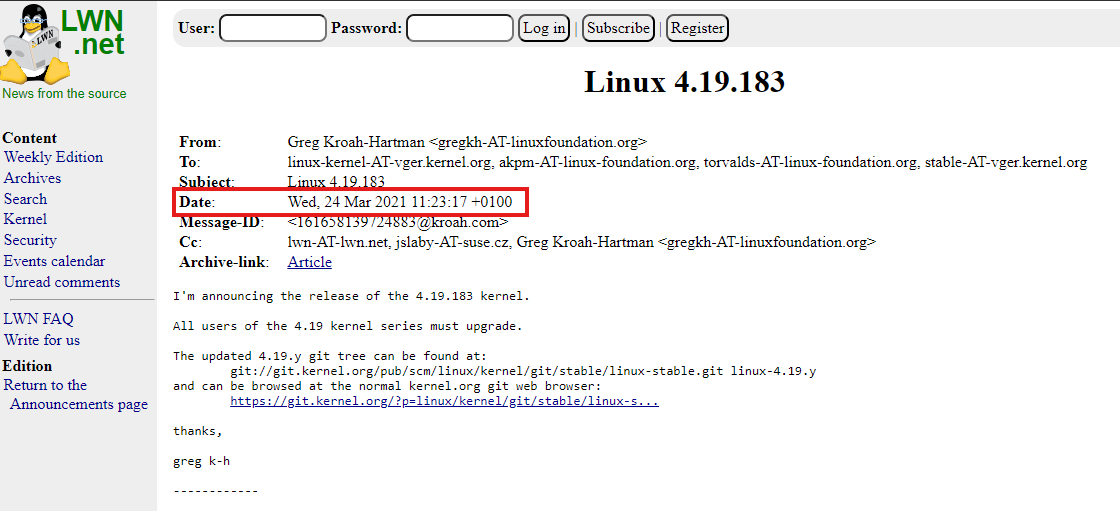 LWN
.net
News from the source
User: Password: Log in | Subscribe | Register
Content
Weekly Edition
Archives
Search
Kernel
Security
Events calendar
Unread comments
LWN FAQ
Write for us
Edition
Return to the
Announcements page
Linux 4.19.183
From: Greg Kroah-Hartman <gregkh-AT-linuxfoundation.org>
To: linux-kernel-AT-vger.kernel.org, akpm-AT-linux-foundation.org, torvalds-AT-linux-foundation.org, stable-AT-vger.kernel.org
Subject: Linux 4.19.183
Date: Wed, 24 Mar 2021 11:23:17 +0100
Message-ID: <161658139724883@kroah.com>
Cc: lwn-AT-lwn.net, jslaby-AT-suse.cz, Greg Kroah-Hartman <gregkh-AT-linuxfoundation.org>
Archive-link: Article
I'm announcing the release of the 4.19.183 kernel.
All users of the 4.19 kernel series must upgrade.
The updated 4.19.y git tree can be found at:
git://git.kernel.org/pub/scm/linux/kernel/git/stable/linux-stable.git linux-4.19.y
and can be browsed at the normal kernel.org git web browser:
https://git.kernel.org/?p=linux/kernel/git/stable/linux-s...
thanks,
greg k-h
------------